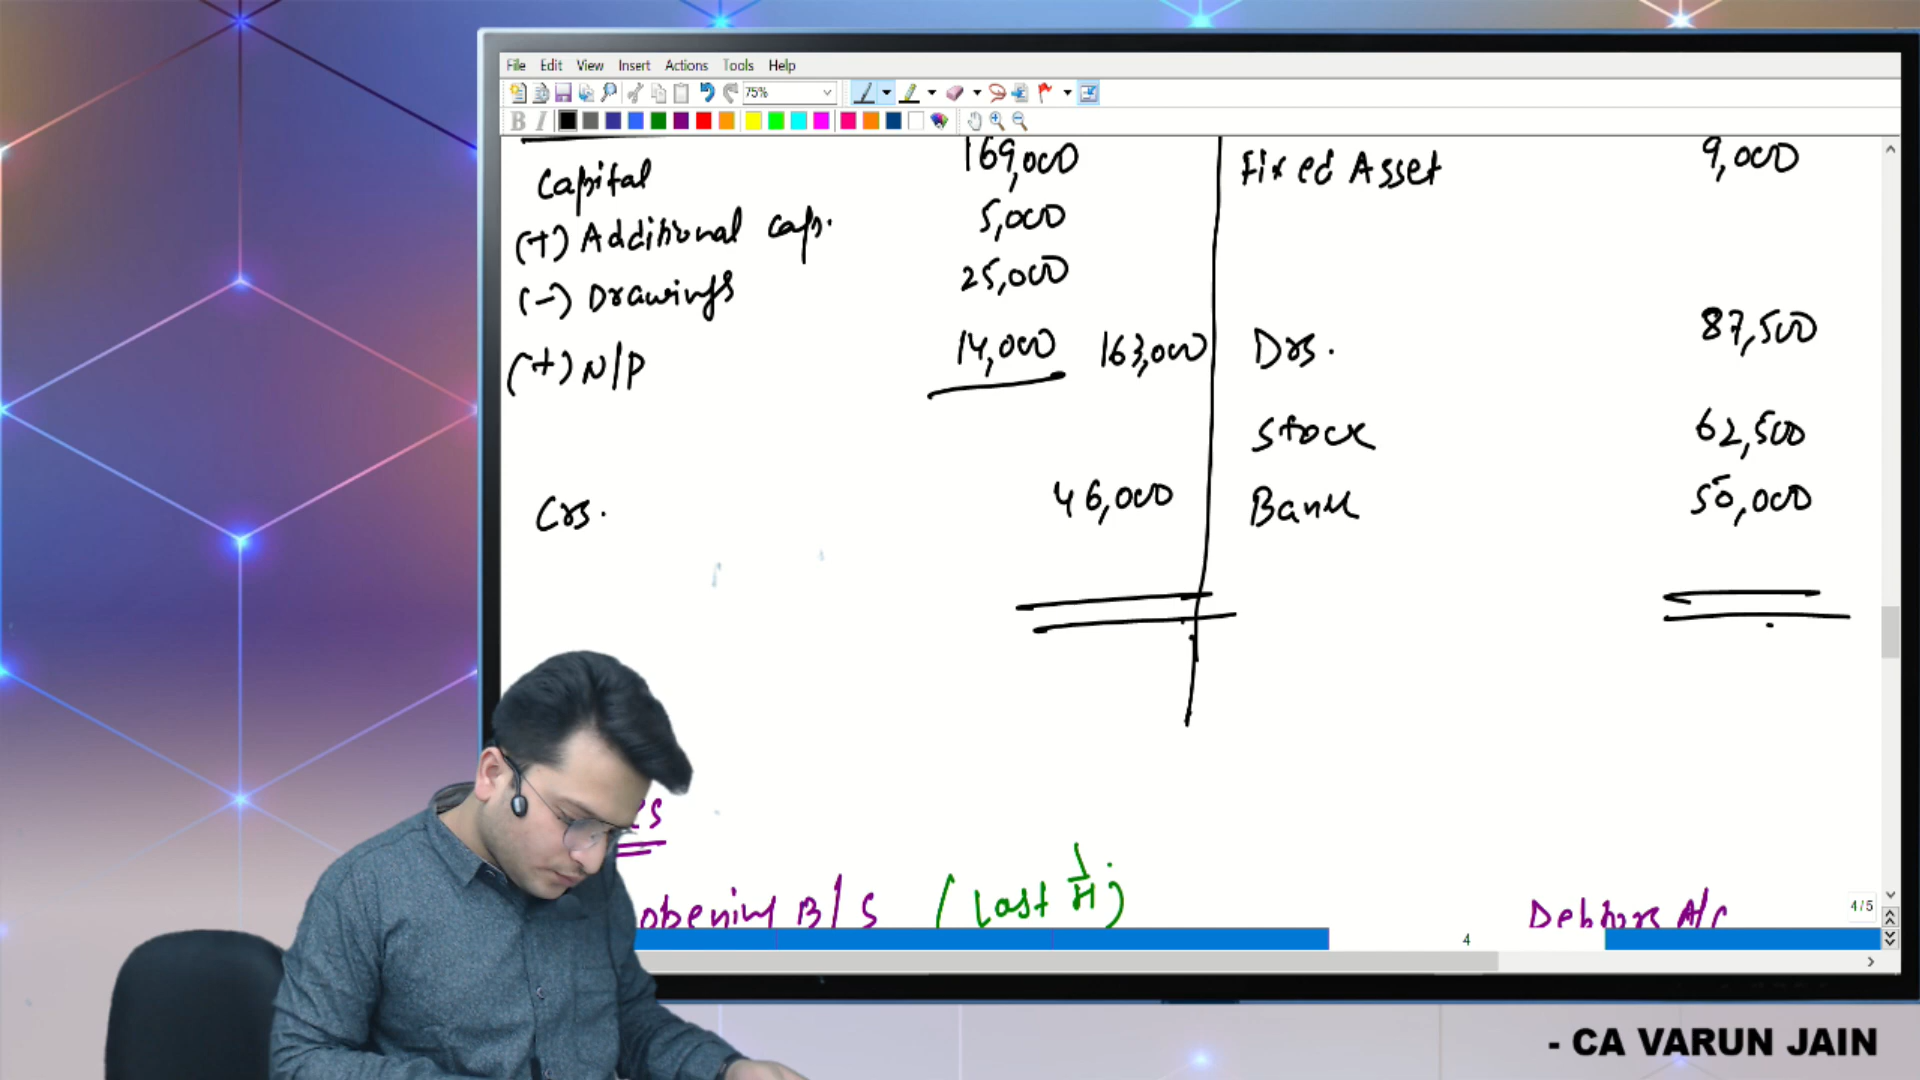 File Edit View Insert Actions Tools Help
75%
B I
Capital 169,000
(+) Additional cap. 5,000
(-) Drawings 25,000
(+) N/P 14,000 163,000
Crs. 46,000
Fixed Asset 9,000
Drs. 87,500
Stock 62,500
Bank 50,000
opening B/S (Last H)
Debtors A/c
4/5
4
- CA VARUN JAIN